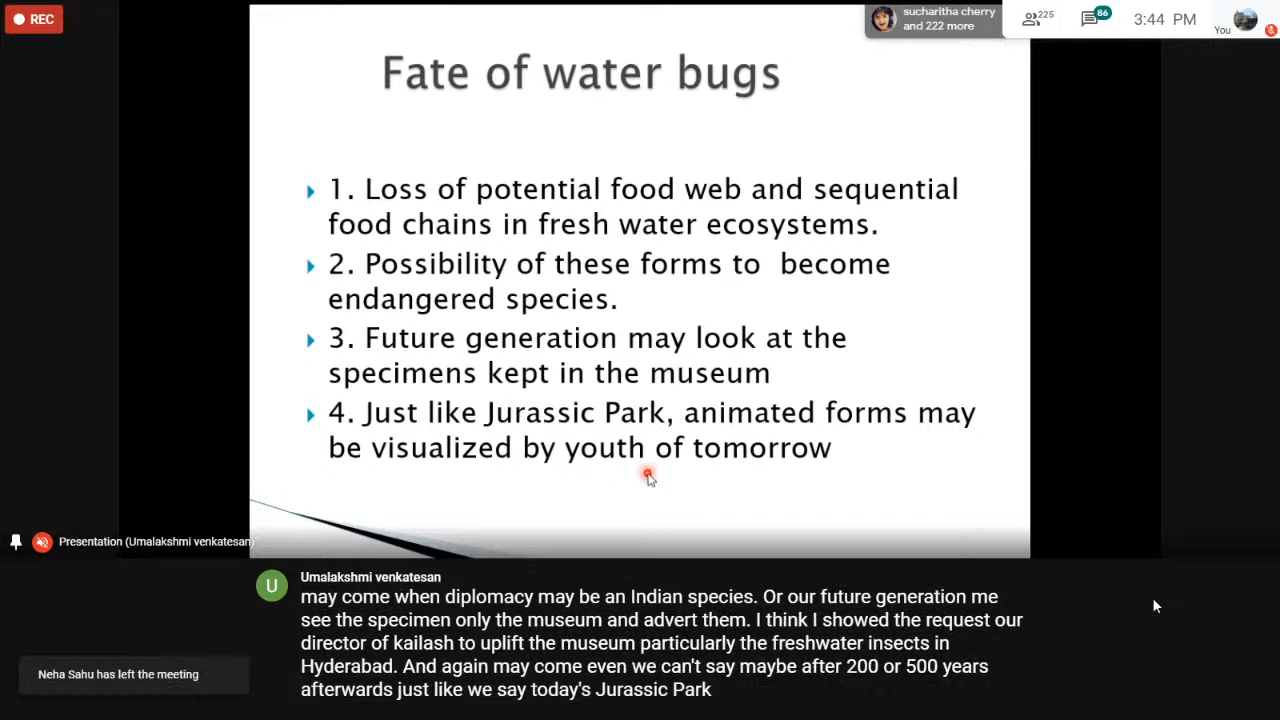 REC
sucharitha cherry
and 222 more
225
86
3:44 PM
You
Fate of water bugs
1. Loss of potential food web and sequential
food chains in fresh water ecosystems.
2. Possibility of these forms to become
endangered species.
3. Future generation may look at the
specimens kept in the museum
4. Just like Jurassic Park, animated forms may
be visualized by youth of tomorrow
Presentation (Umalakshmi venkatesan)
U
Umalakshmi venkatesan
may come when diplomacy may be an Indian species. Or our future generation me
see the specimen only the museum and advert them. I think I showed the request our
director of kailash to uplift the museum particularly the freshwater insects in
Hyderabad. And again may come even we can't say maybe after 200 or 500 years
afterwards just like we say today's Jurassic Park
Neha Sahu has left the meeting